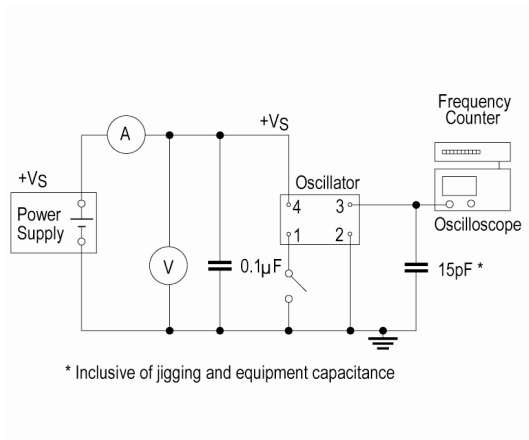 Frequency
Counter
A
+VS
+VS
Oscillator
Power
Supply
4
3
1
2
Oscilloscope
V
0.1μF
15pF *
* Inclusive of jigging and equipment capacitance